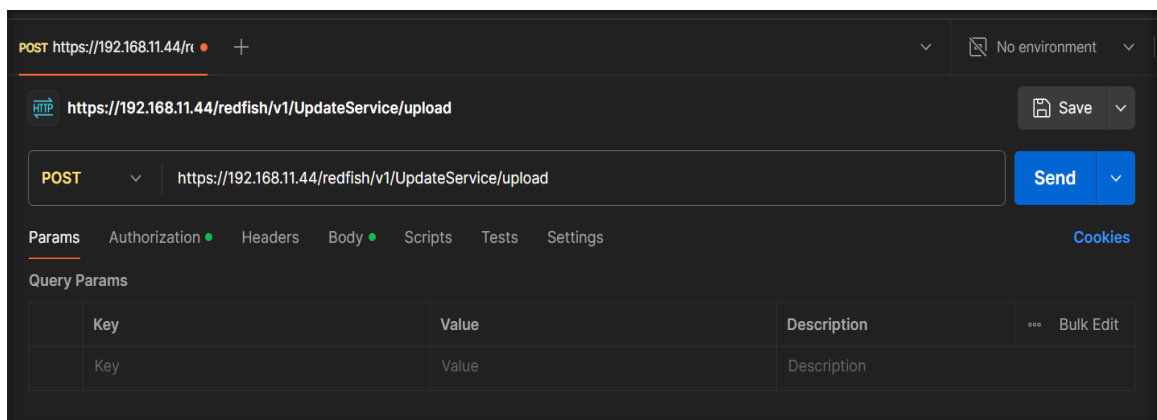 POST https://192.168.11.44/re
No environment
HTTP https://192.168.11.44/redfish/v1/UpdateService/upload
Save
POST https://192.168.11.44/redfish/v1/UpdateService/upload
Send
Params Authorization Headers Body Scripts Tests Settings Cookies
Query Params
Key Value Description Bulk Edit
Key Value Description